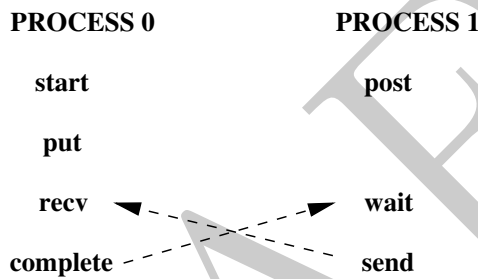 PROCESS 0 PROCESS 1
start post
put
recv wait
complete send